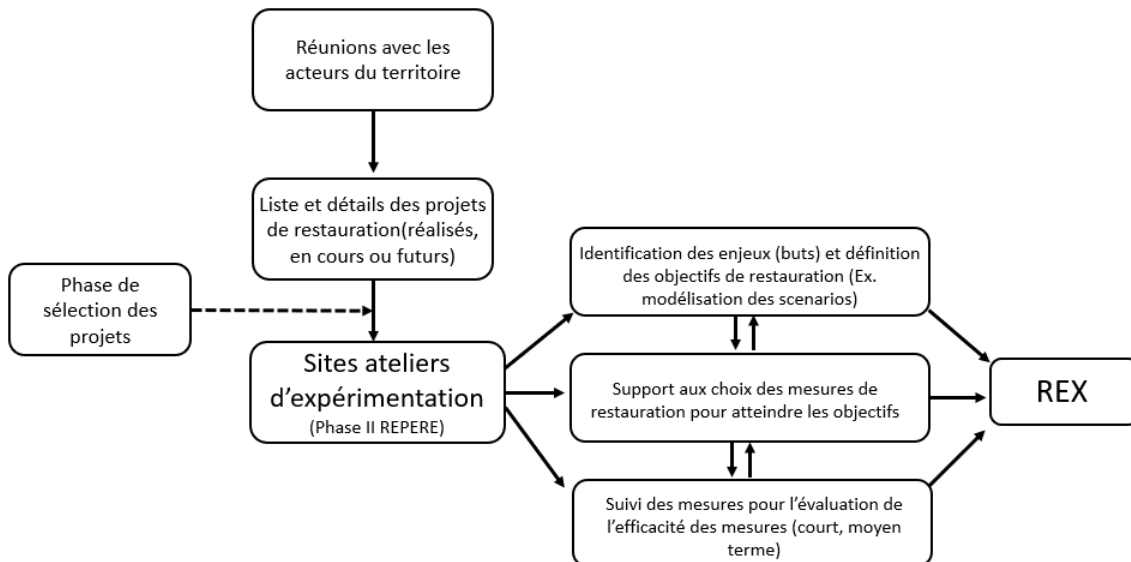 Réunions avec les
acteurs du territoire
Liste et détails des projets
de restauration(réalisés,
en cours ou futurs)
Phase de
sélection des
projets
Sites ateliers
d’expérimentation
(Phase II REPERE)
Identification des enjeux (buts) et définition
des objectifs de restauration (Ex.
modélisation des scenarios)
Support aux choix des mesures de
restauration pour atteindre les objectifs
Suivi des mesures pour l’évaluation de
l’efficacité des mesures (court, moyen
terme)
REX